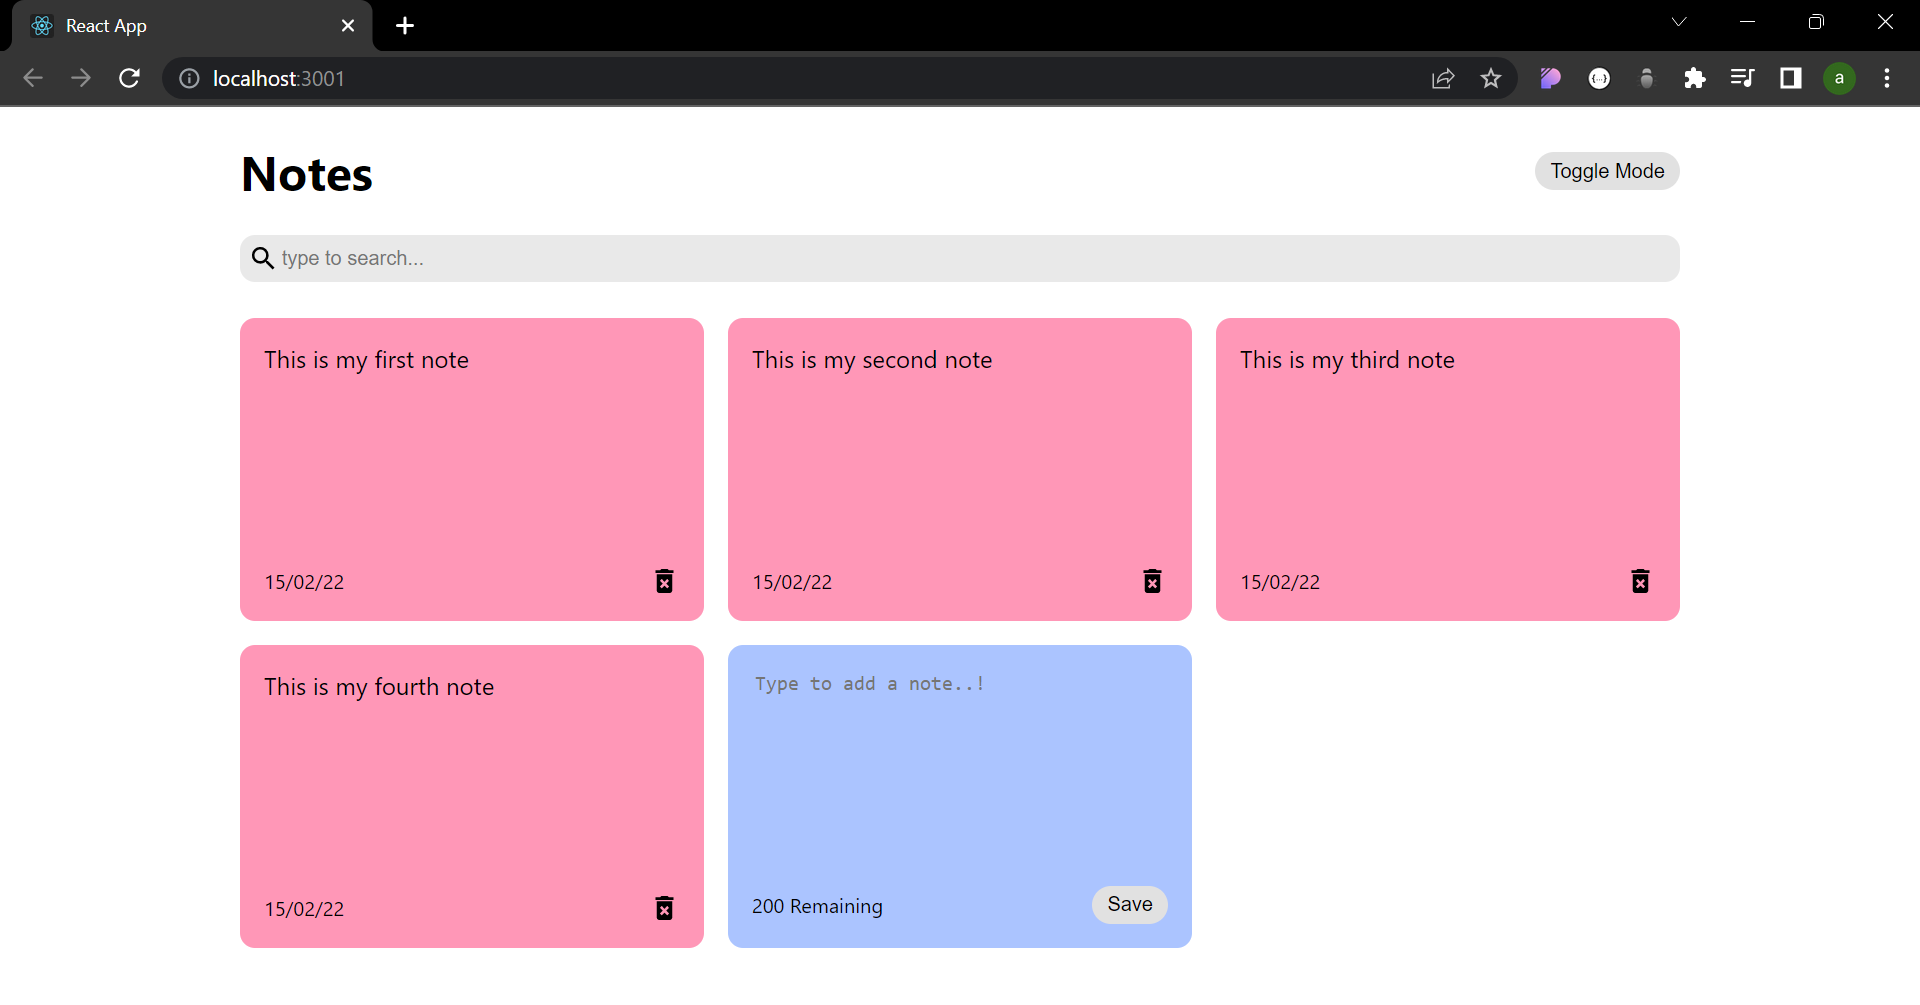 React App
localhost:3001
a
Notes
Toggle Mode
type to search...
This is my first note
This is my second note
This is my third note
15/02/22
15/02/22
15/02/22
This is my fourth note
Type to add a note..!
15/02/22
200 Remaining
Save